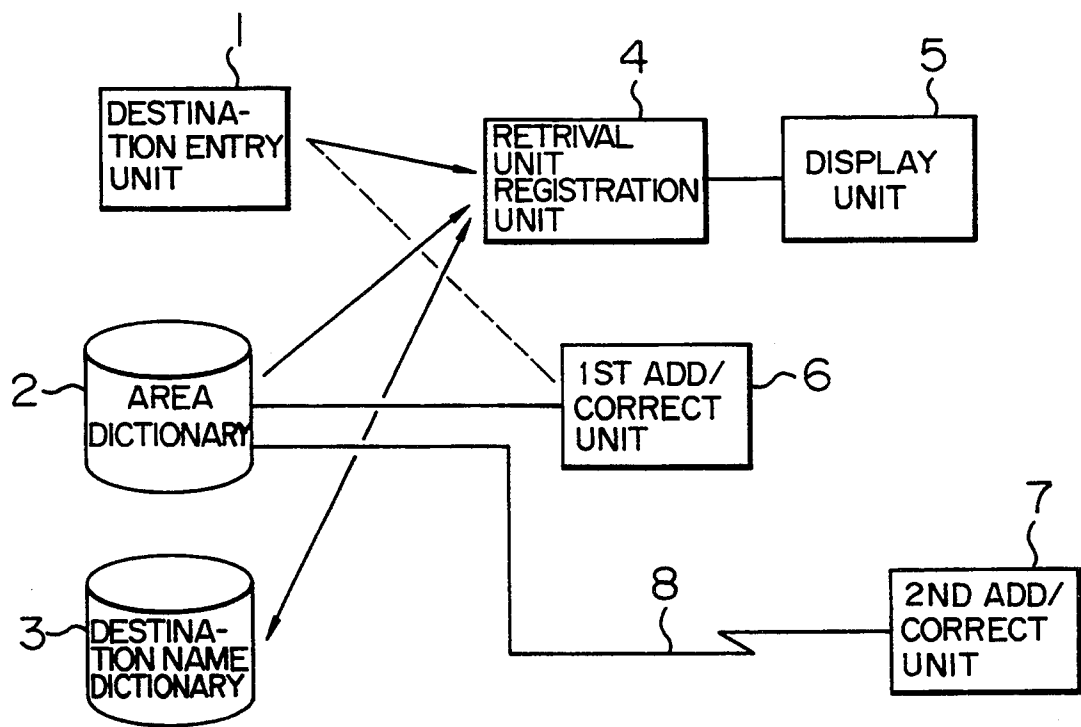 1
DESTINA-
TION ENTRY
UNIT
4
RETRIVAL
UNIT
REGISTRATION
UNIT
5
DISPLAY
UNIT
2
AREA
DICTIONARY
1ST ADD/
CORRECT
UNIT
6
3
DESTINA-
TION NAME
DICTIONARY
8
7
2ND ADD/
CORRECT
UNIT